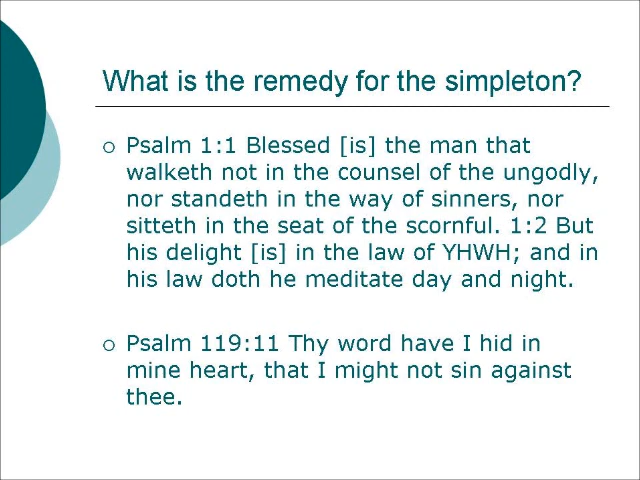 What is the remedy for the simpleton?
Psalm 1:1 Blessed [is] the man that
walketh not in the counsel of the ungodly,
nor standeth in the way of sinners, nor
sitteth in the seat of the scornful. 1:2 But
his delight [is] in the law of YHWH; and in
his law doth he meditate day and night.
Psalm 119:11 Thy word have I hid in
mine heart, that I might not sin against
thee.